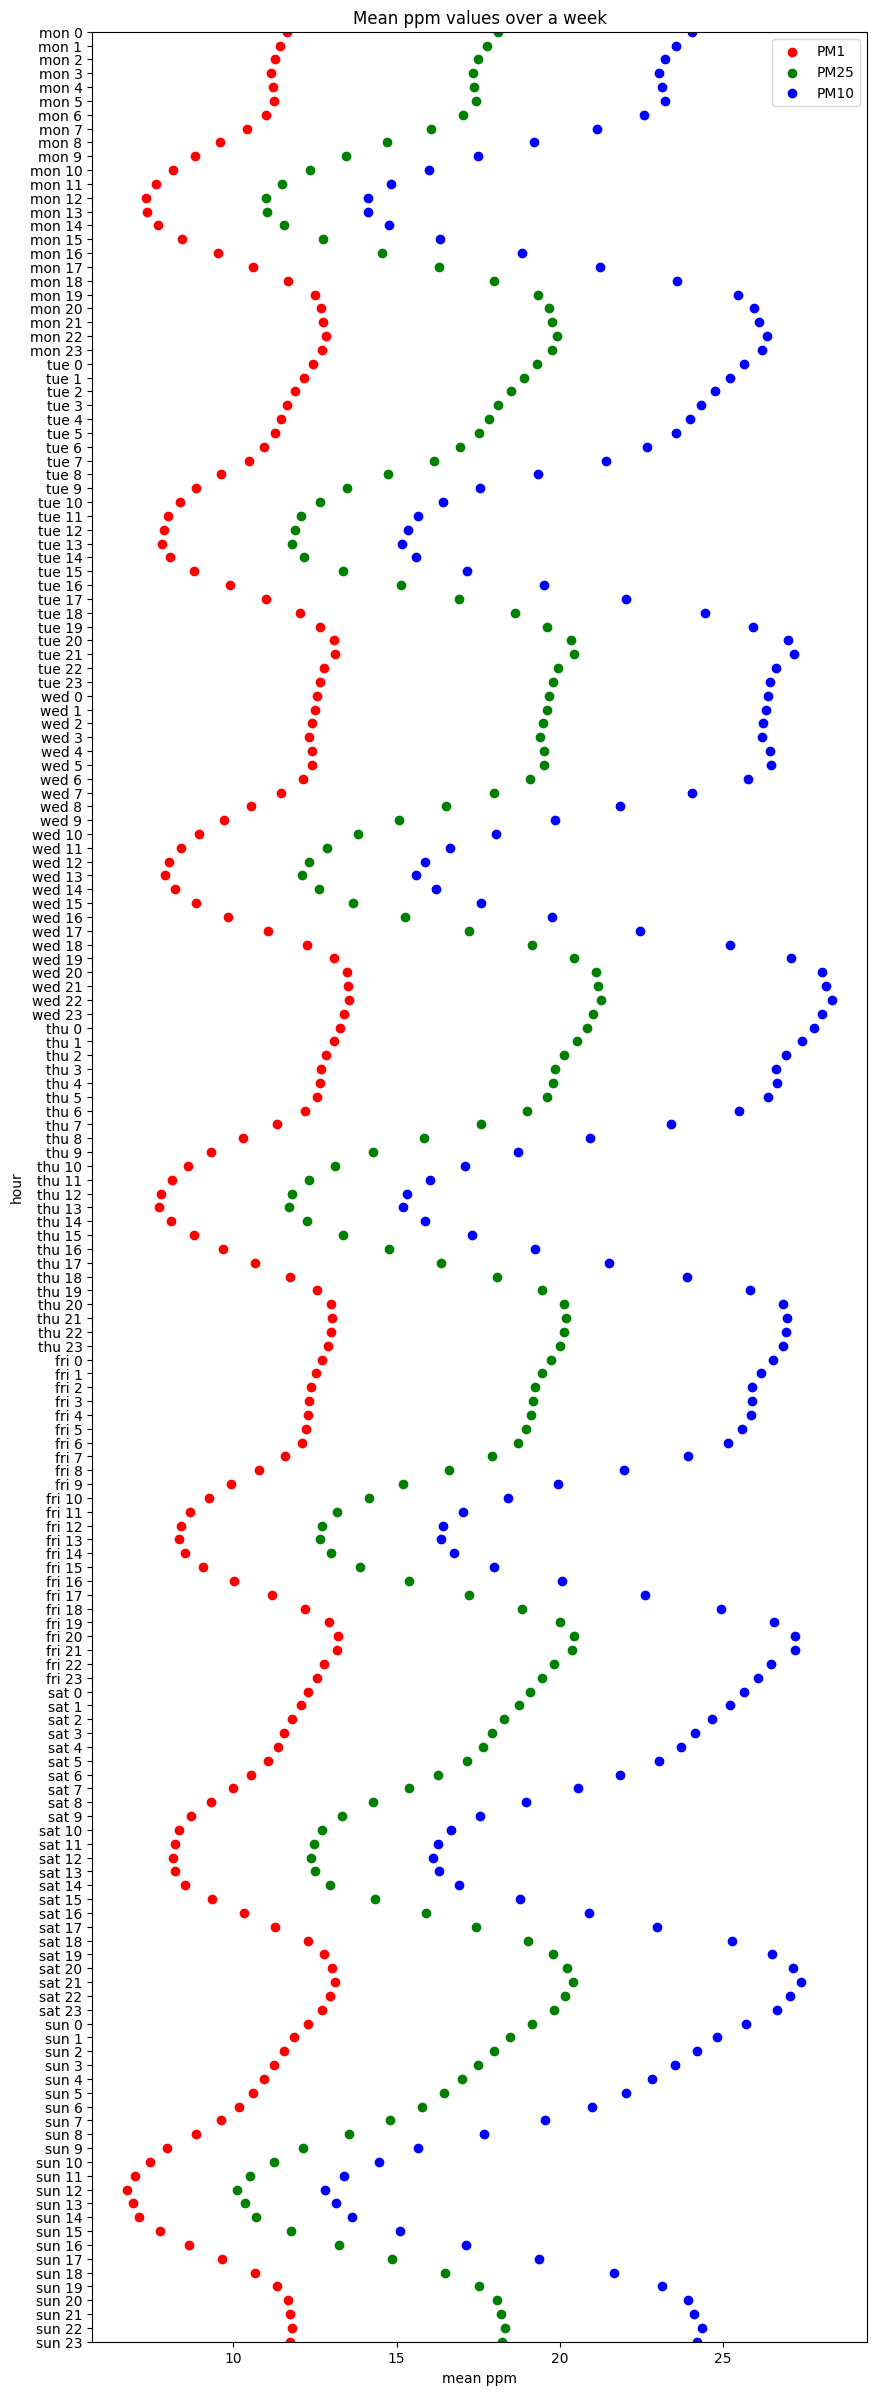 Mean ppm values over a week
PM1
PM25
PM10
mon 0
mon 1
mon 2
mon 3
mon 4
mon 5
mon 6
mon 7
mon 8
mon 9
mon 10
mon 11
mon 12
mon 13
mon 14
mon 15
mon 16
mon 17
mon 18
mon 19
mon 20
mon 21
mon 22
mon 23
tue 0
tue 1
tue 2
tue 3
tue 4
tue 5
tue 6
tue 7
tue 8
tue 9
tue 10
tue 11
tue 12
tue 13
tue 14
tue 15
tue 16
tue 17
tue 18
tue 19
tue 20
tue 21
tue 22
tue 23
wed 0
wed 1
wed 2
wed 3
wed 4
wed 5
wed 6
wed 7
wed 8
wed 9
wed 10
wed 11
wed 12
wed 13
wed 14
wed 15
wed 16
wed 17
wed 18
wed 19
wed 20
wed 21
wed 22
wed 23
thu 0
thu 1
thu 2
thu 3
thu 4
thu 5
thu 6
thu 7
thu 8
thu 9
thu 10
thu 11
thu 12
thu 13
thu 14
thu 15
thu 16
thu 17
thu 18
thu 19
thu 20
thu 21
thu 22
thu 23
fri 0
fri 1
fri 2
fri 3
fri 4
fri 5
fri 6
fri 7
fri 8
fri 9
fri 10
fri 11
fri 12
fri 13
fri 14
fri 15
fri 16
fri 17
fri 18
fri 19
fri 20
fri 21
fri 22
fri 23
sat 0
sat 1
sat 2
sat 3
sat 4
sat 5
sat 6
sat 7
sat 8
sat 9
sat 10
sat 11
sat 12
sat 13
sat 14
sat 15
sat 16
sat 17
sat 18
sat 19
sat 20
sat 21
sat 22
sat 23
sun 0
sun 1
sun 2
sun 3
sun 4
sun 5
sun 6
sun 7
sun 8
sun 9
sun 10
sun 11
sun 12
sun 13
sun 14
sun 15
sun 16
sun 17
sun 18
sun 19
sun 20
sun 21
sun 22
sun 23
hour
10 15 20 25
mean ppm